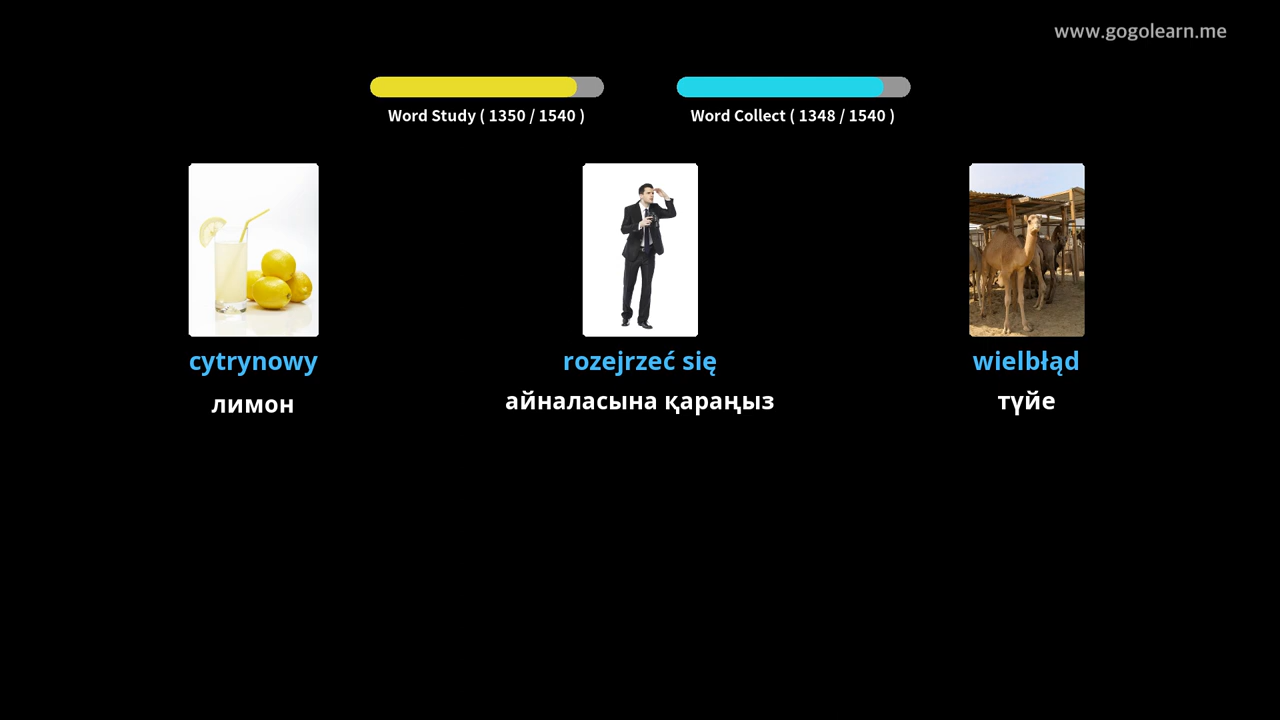 www.gogolearn.me
Word Study ( 1350 / 1540 )
Word Collect ( 1348 / 1540 )
cytrynowy
лимон
rozejrzeć się
айналасына қараңыз
wielbłąd
түйе